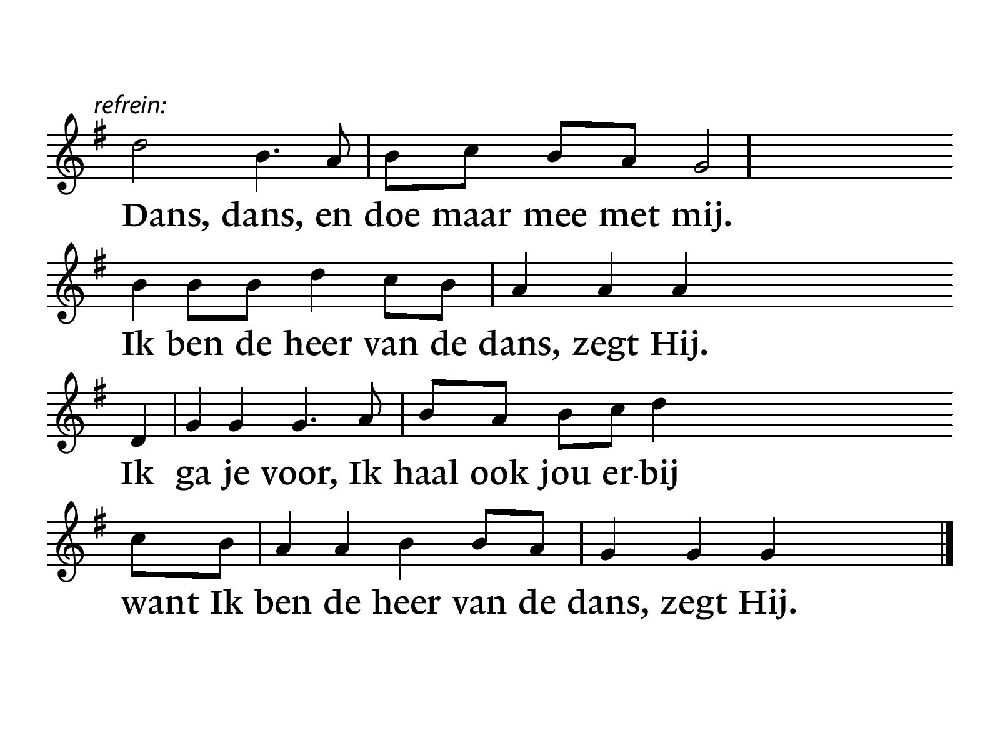 refrein:
Dans, dans, en doe maar mee met mij.
Ik ben de heer van de dans, zegt Hij.
Ik ga je voor, Ik haal ook jou er-bij
want Ik ben de heer van de dans, zegt Hij.